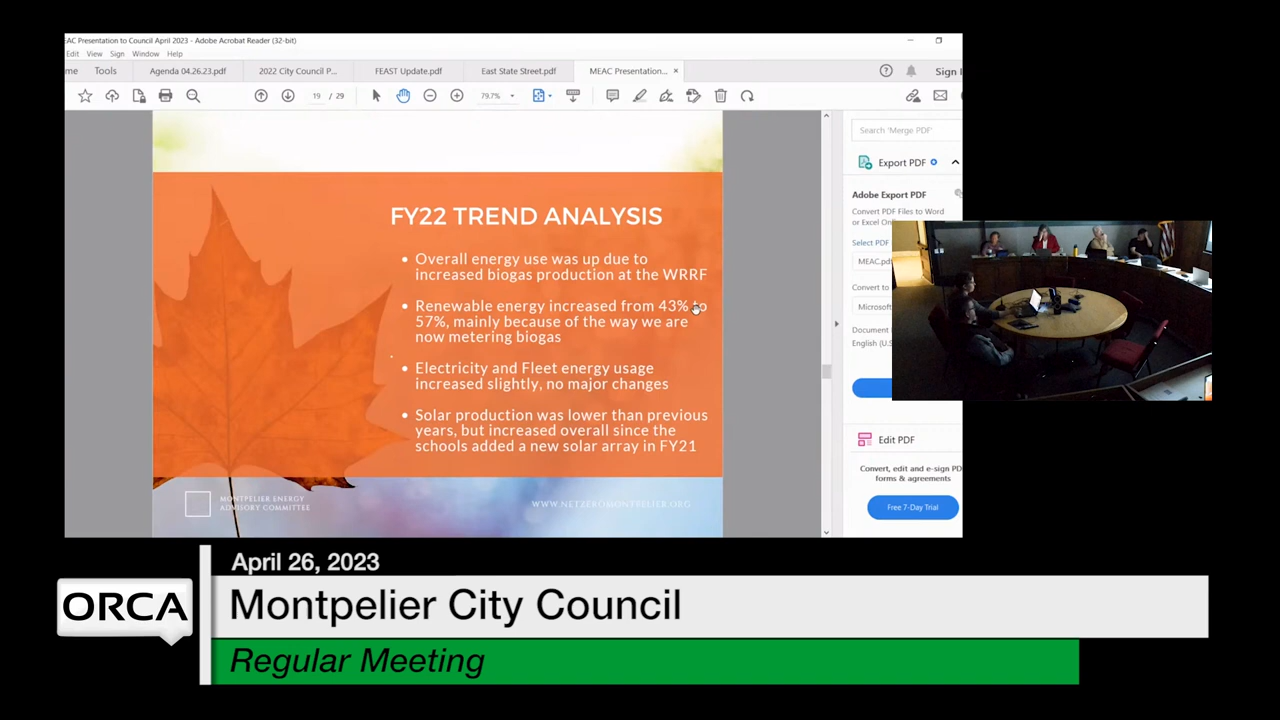 EAC Presentation to Council April 2023 - Adobe Acrobat Reader (32-bit)
Edit View Sign Window Help
me Tools Agenda 04.26.23.pdf 2022 City Council P... FEAST Update.pdf East State Street.pdf MEAC Presentation... × Sign I
19 / 29 79.7%
Search 'Merge PDF'
Export PDF
Adobe Export PDF
Convert PDF Files to Word
or Excel On
Select PDF
MEAC.pd
Convert to
Microsof
Document
English (U.S
Edit PDF
Convert, edit and e-sign PD
forms & agreements
Free 7-Day Trial
FY22 TREND ANALYSIS
• Overall energy use was up due to
increased biogas production at the WRRF
• Renewable energy increased from 43% to
57%, mainly because of the way we are
now metering biogas
• Electricity and Fleet energy usage
increased slightly, no major changes
• Solar production was lower than previous
years, but increased overall since the
schools added a new solar array in FY21
MONTPELIER ENERGY
ADVISORY COMMITTEE
WWW.NETZEROMONTPELIER.ORG
April 26, 2023
ORCA
Montpelier City Council
Regular Meeting